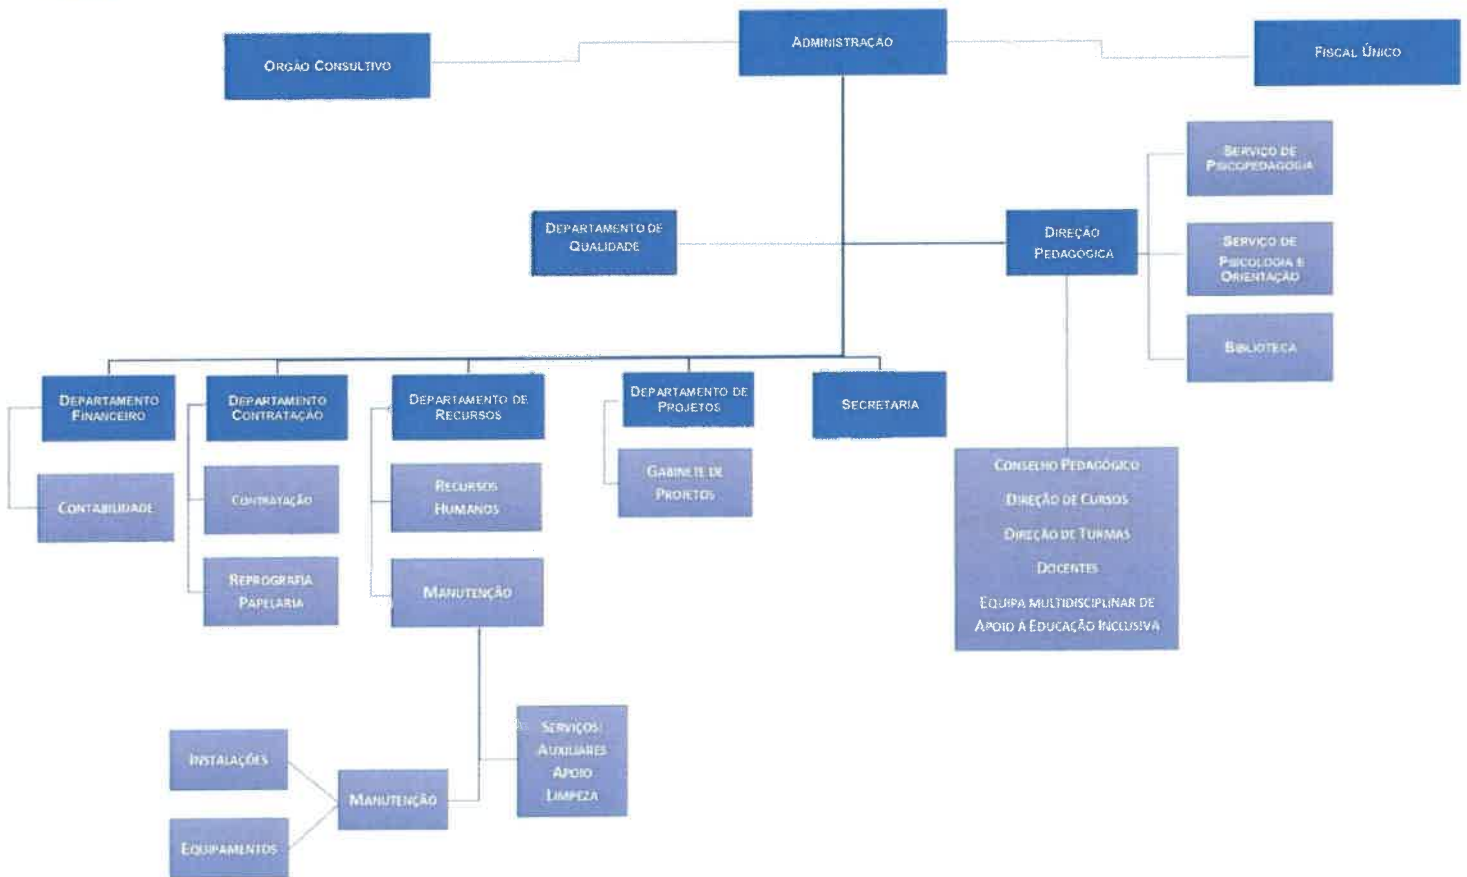 ADMINISTRAÇÃO
ORGÃO CONSULTIVO
FISCAL ÚNICO
SERVIÇO DE
PSICOPEDAGOGIA
DEPARTAMENTO DE
QUALIDADE
DIREÇÃO
PEDAGÓGICA
SERVIÇO DE
PSICOLOGIA E
ORIENTAÇÃO
BIBLIOTECA
DEPARTAMENTO
FINANCEIRO
DEPARTAMENTO
CONTRATAÇÃO
DEPARTAMENTO DE
RECURSOS
DEPARTAMENTO DE
PROJETOS
SECRETARIA
CONTABILIDADE
CONTRATAÇÃO
RECURSOS
HUMANOS
GABINETE DE
PROJETOS
CONSELHO PEDAGÓGICO
DIREÇÃO DE CURSOS
DIREÇÃO DE TURMAS
DOCENTES
EQUIPA MULTIDISCIPLINAR DE
APOIO À EDUCAÇÃO INCLUSIVA
REPROGRAFIA
PAPELARIA
MANUTENÇÃO
SERVIÇOS:
AUXILIARES
APOIO
LIMPEZA
INSTALAÇÕES
MANUTENÇÃO
EQUIPAMENTOS